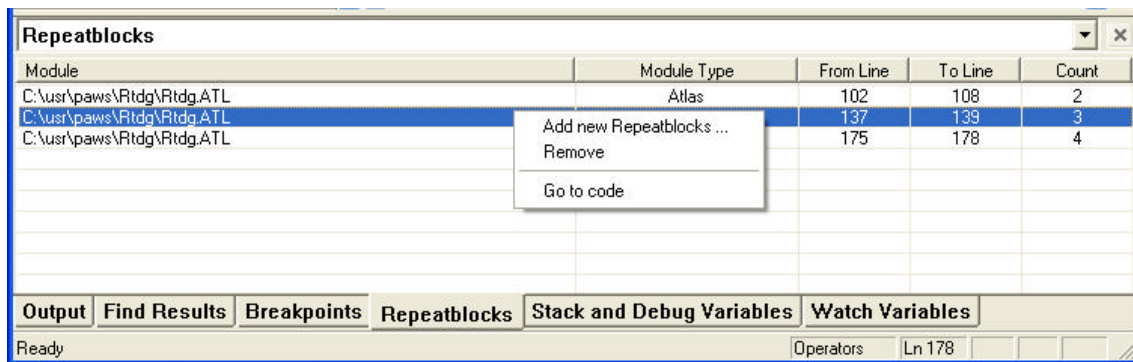 Repeatblocks
Module Module Type From Line To Line Count
C:\usr\paws\Rtdg\Rtdg.ATL Atlas 102 108 2
C:\usr\paws\Rtdg\Rtdg.ATL 137 139 3
C:\usr\paws\Rtdg\Rtdg.ATL 175 178 4
Add new Repeatblocks ...
Remove
Go to code
Output Find Results Breakpoints Repeatblocks Stack and Debug Variables Watch Variables
Ready Operators Ln 178